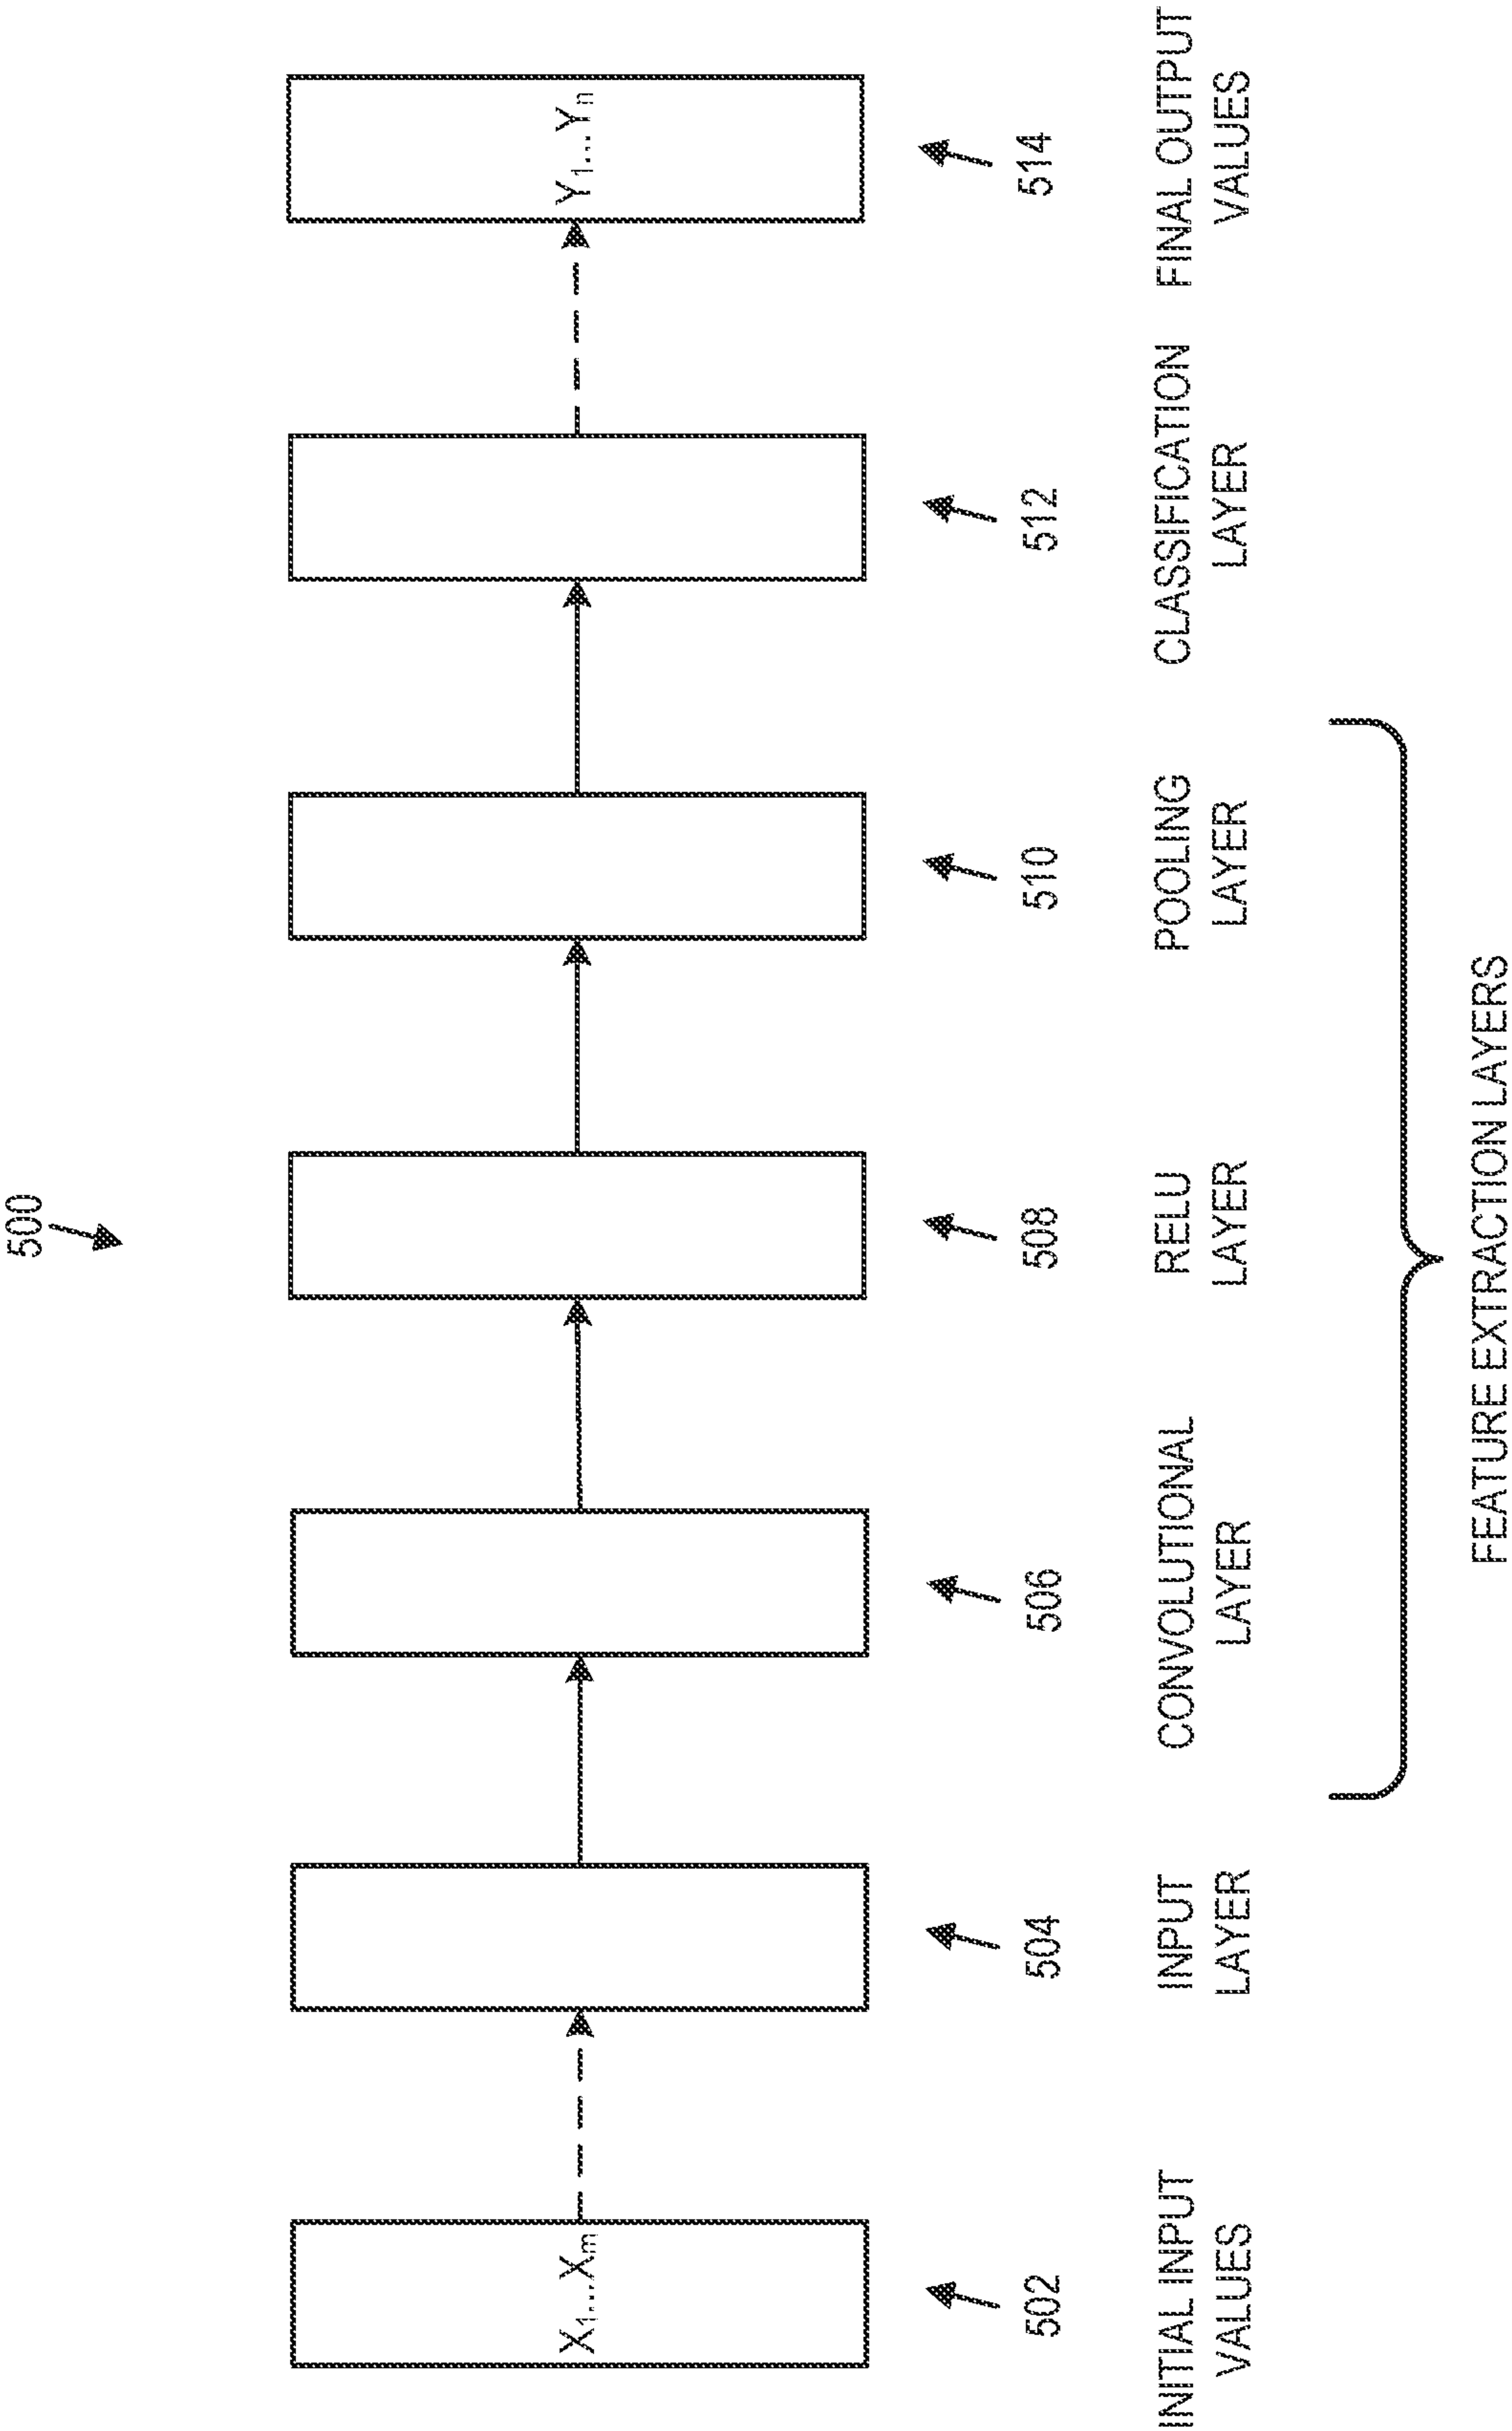 500
X₁...Xₘ
Y₁...Yₙ
502
504
506
508
510
512
514
INITIAL INPUT
VALUES
INPUT
LAYER
CONVOLUTIONAL
LAYER
RELU
LAYER
POOLING
LAYER
CLASSIFICATION
LAYER
FINAL OUTPUT
VALUES
FEATURE EXTRACTION LAYERS